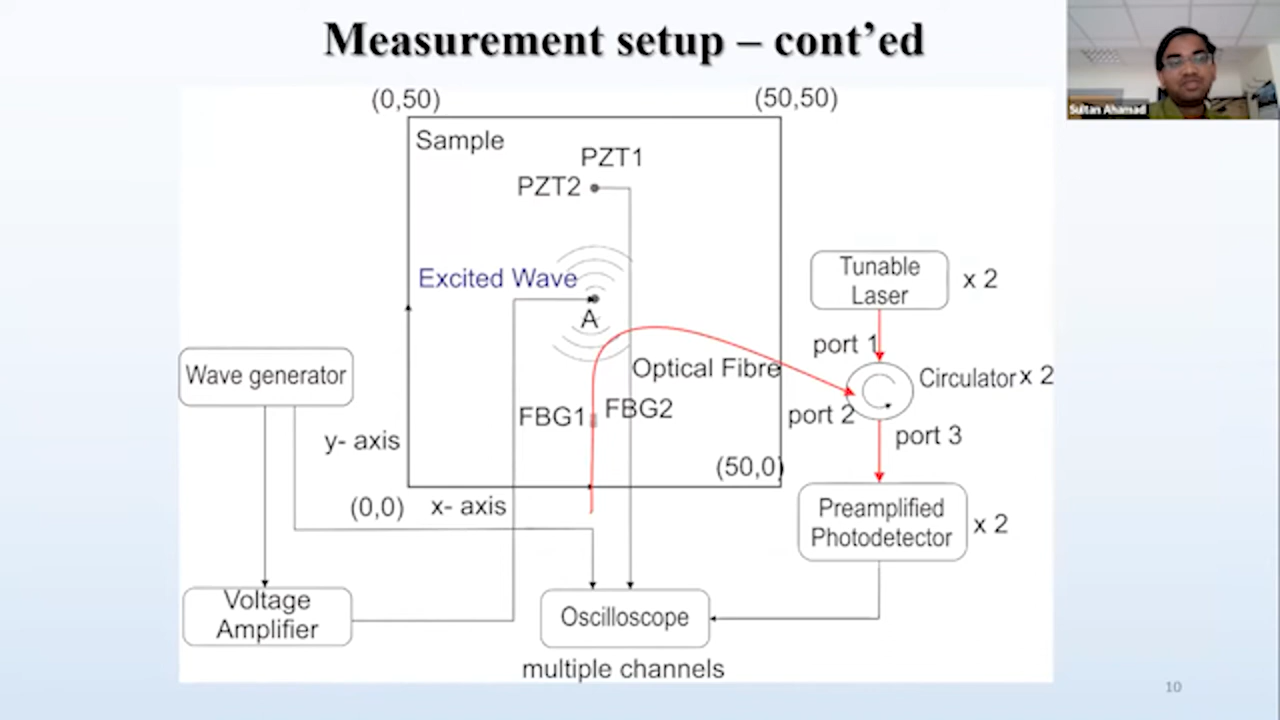 Measurement setup – cont’ed
Sultan Ahamad
(0,50)
(50,50)
Sample
PZT1
PZT2
Excited Wave
A
Tunable
Laser
x 2
port 1
Wave generator
Optical Fibre
Circulator x 2
port 2
FBG1
FBG2
port 3
y- axis
(50,0)
(0,0)
x- axis
Preamplified
Photodetector
x 2
Voltage
Amplifier
Oscilloscope
multiple channels
10